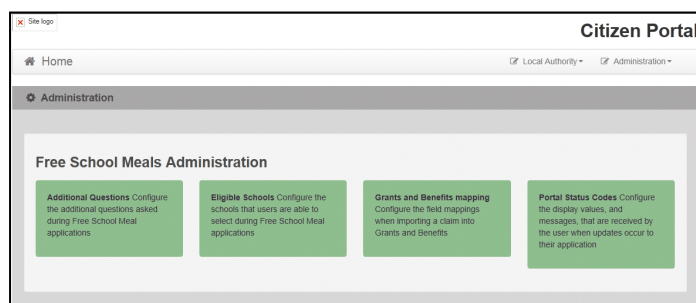 Site logo
Citizen Portal
Home
Local Authority
Administration
Administration
Free School Meals Administration
Additional Questions Configure
the additional questions asked
during Free School Meal
applications
Eligible Schools Configure the
schools that users are able to
select during Free School Meal
applications
Grants and Benefits mapping
Configure the field mappings
when importing a claim into
Grants and Benefits
Portal Status Codes Configure
the display values, and
messages, that are received by
the user when updates occur to
their application